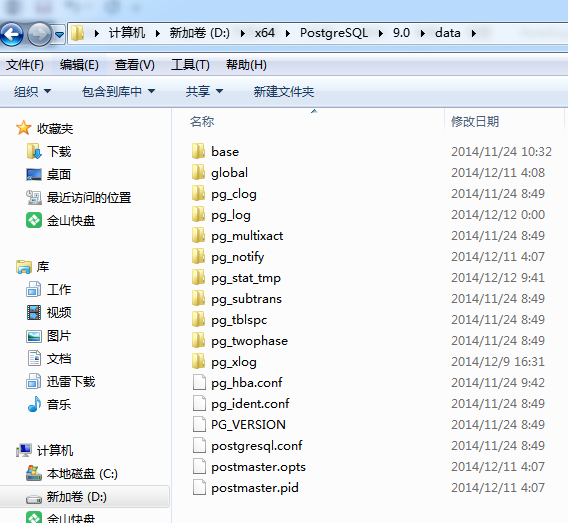 计算机 新加卷 (D:) x64 PostgreSQL 9.0 data
文件(F) 编辑(E) 查看(V) 工具(T) 帮助(H)
组织 包含到库中 共享 新建文件夹
收藏夹
下载
桌面
最近访问的位置
金山快盘
库
工作
视频
图片
文档
迅雷下载
音乐
计算机
本地磁盘 (C:)
新加卷 (D:)
金山快盘
名称 修改日期
base 2014/11/24 10:32
global 2014/12/11 4:08
pg_clog 2014/11/24 8:49
pg_log 2014/12/12 0:00
pg_multixact 2014/11/24 8:49
pg_notify 2014/12/11 4:07
pg_stat_tmp 2014/12/12 9:41
pg_subtrans 2014/11/24 8:49
pg_tblspc 2014/11/24 8:49
pg_twophase 2014/11/24 8:49
pg_xlog 2014/12/9 16:31
pg_hba.conf 2014/11/24 9:42
pg_ident.conf 2014/11/24 8:49
PG_VERSION 2014/11/24 8:49
postgresql.conf 2014/11/24 8:49
postmaster.opts 2014/12/11 4:07
postmaster.pid 2014/12/11 4:07